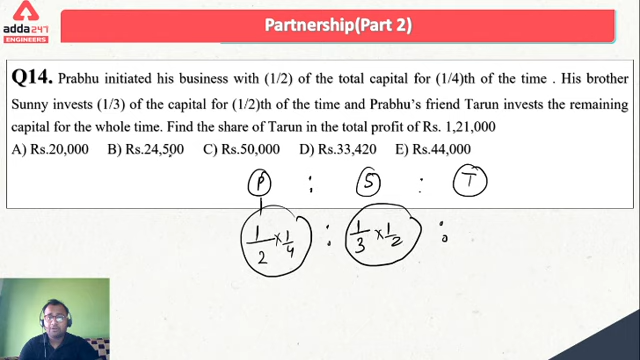 Partnership(Part 2)
adda247
ENGINEERS
Q14. Prabhu initiated his business with (1/2) of the total capital for (1/4)th of the time . His brother
Sunny invests (1/3) of the capital for (1/2)th of the time and Prabhu's friend Tarun invests the remaining
capital for the whole time. Find the share of Tarun in the total profit of Rs. 1,21,000
A) Rs.20,000 B) Rs.24,500 C) Rs.50,000 D) Rs.33,420 E) Rs.44,000
P : S : T
1/2 × 1/4 : 1/3 × 1/2 :